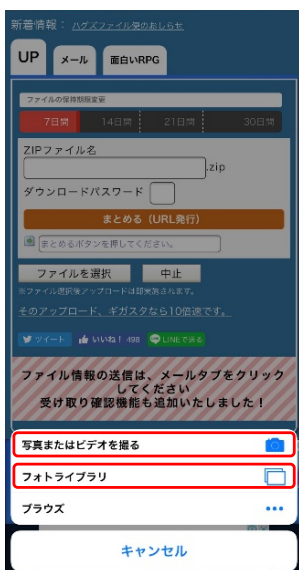 新着情報： ハグズファイル便のおしらせ
UP メール 面白いRPG
ファイルの保持期限変更
7日間 14日間 21日間 30日間
ZIPファイル名
.zip
ダウンロードパスワード
まとめる（URL発行）
まとめるボタンを押してください。
ファイルを選択 中止
※ファイル選択後アップロードは即実施されます。
そのアップロード、ギガスタなら10倍速です。
ツイート いいね！ 498 LINEで送る
ファイル情報の送信は、メールタブをクリック
してください
受け取り確認機能も追加いたしました！
写真またはビデオを撮る
フォトライブラリ
ブラウズ
キャンセル